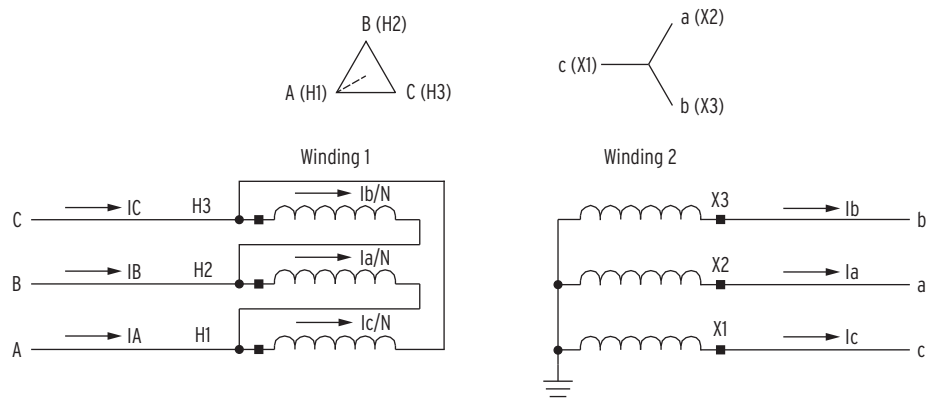 B (H2)
A (H1)
C (H3)
a (X2)
c (X1)
b (X3)
Winding 1
Winding 2
C
IC
H3
Ib/N
B
IB
H2
Ia/N
A
IA
H1
Ic/N
X3
Ib
b
X2
Ia
a
X1
Ic
c